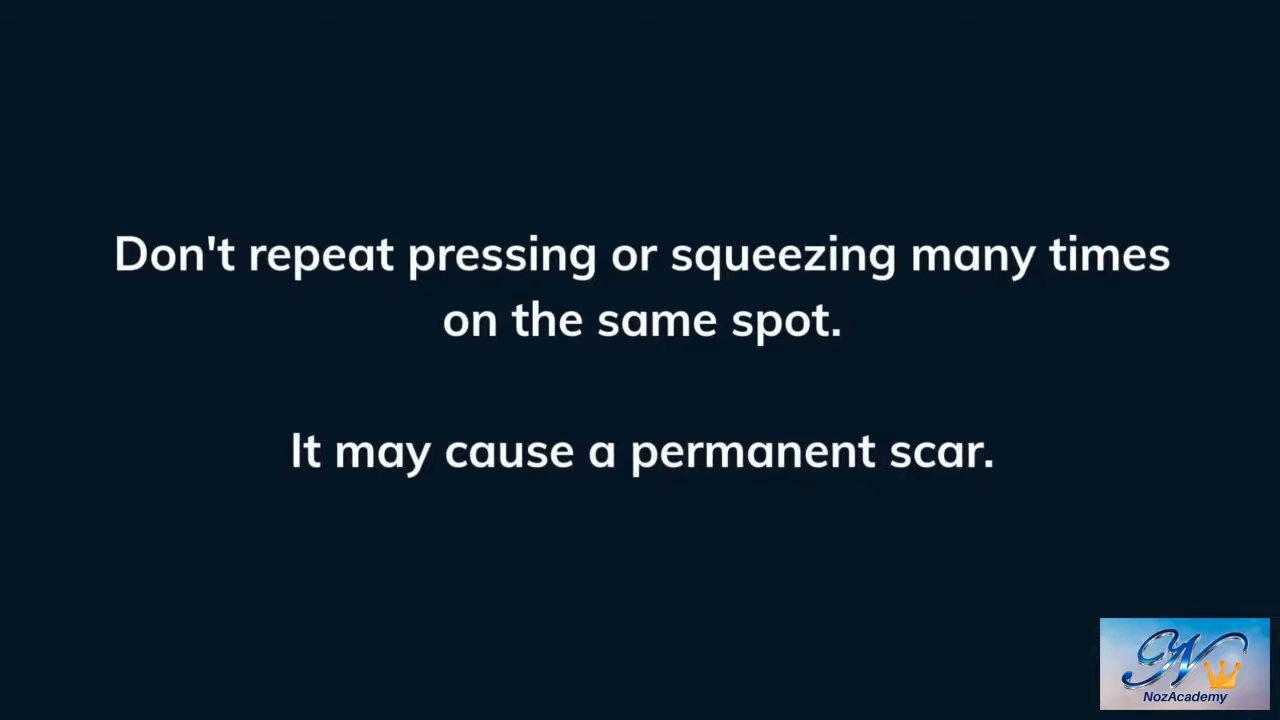 Don't repeat pressing or squeezing many times
on the same spot.
It may cause a permanent scar.
N
NozAcademy